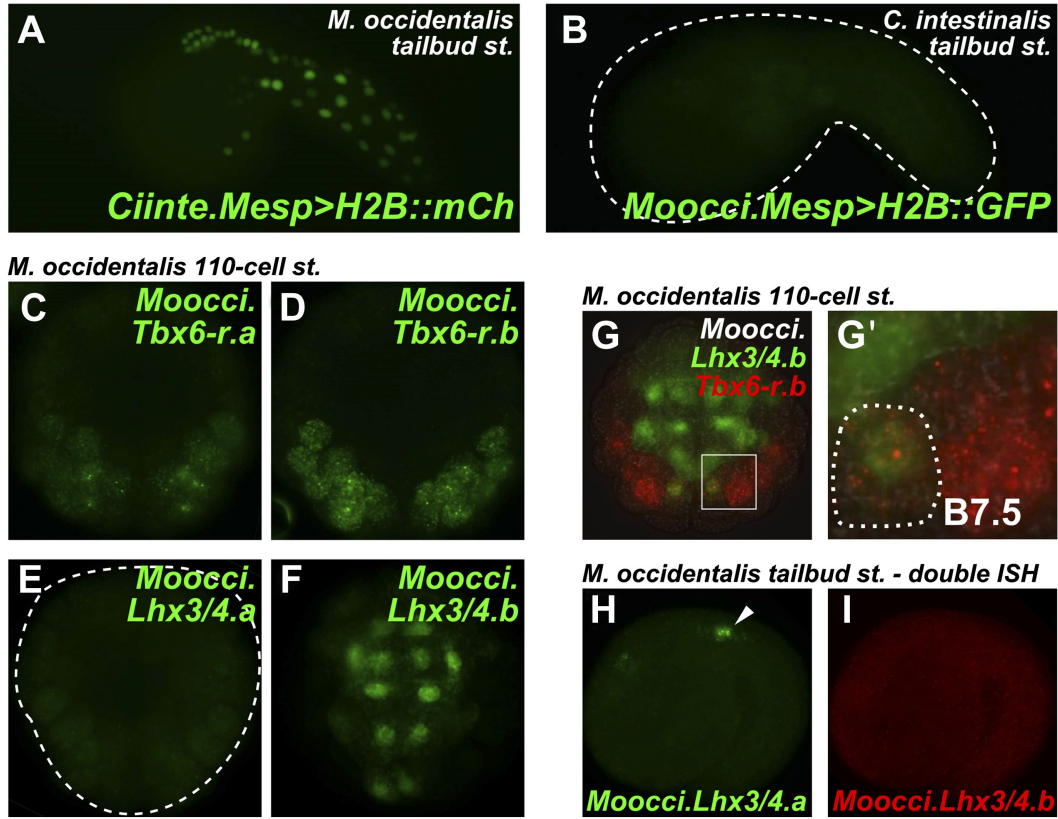 A
M. occidentalis
tailbud st.
Ciinte.Mesp>H2B::mCh
B
C. intestinalis
tailbud st.
Moocci.Mesp>H2B::GFP
M. occidentalis 110-cell st.
C
Moocci.
Tbx6-r.a
D
Moocci.
Tbx6-r.b
E
Moocci.
Lhx3/4.a
F
Moocci.
Lhx3/4.b
M. occidentalis 110-cell st.
G
Moocci.
Lhx3/4.b
Tbx6-r.b
G'
B7.5
M. occidentalis tailbud st. - double ISH
H
Moocci.Lhx3/4.a
I
Moocci.Lhx3/4.b